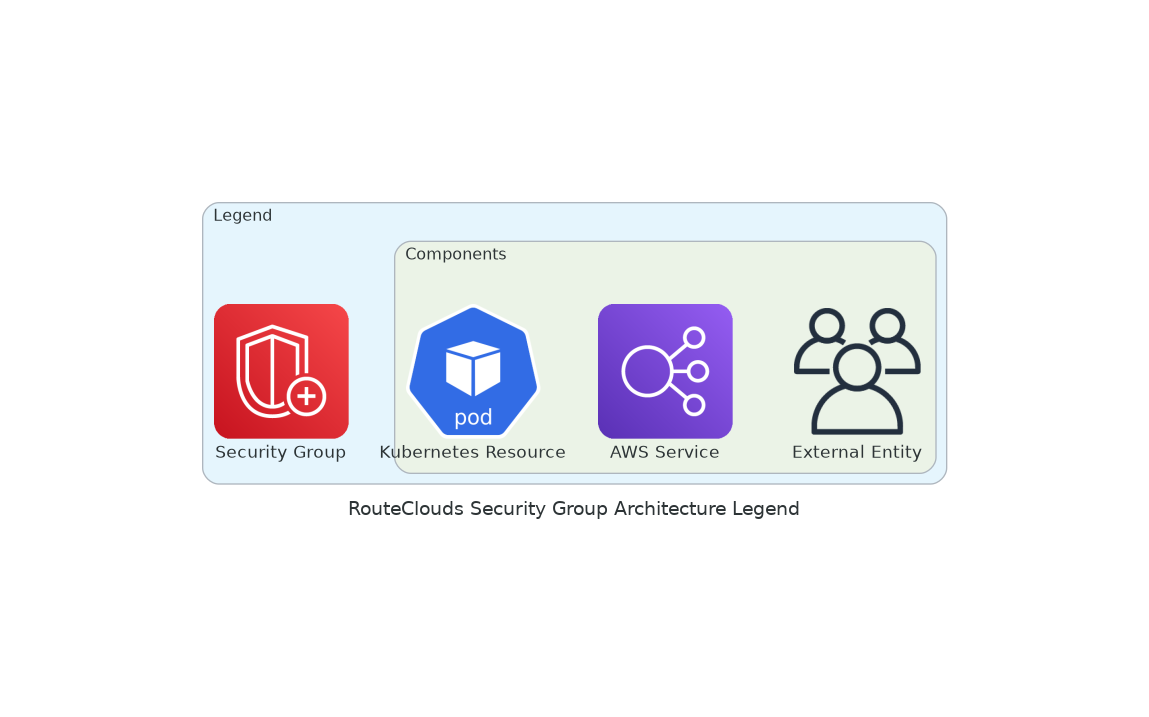 Legend
Components
pod
Security Group
Kubernetes Resource
AWS Service
External Entity
RouteClouds Security Group Architecture Legend